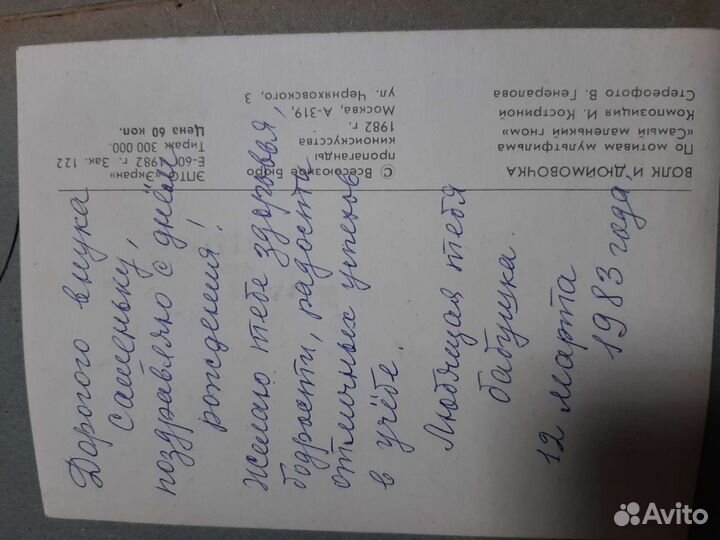 Дорогого внука
Сашеньку,
поздравляю с днём
рождения!
Желаю тебе здоровья,
бодрости, радости
отличных успехов
в учёбе.
Любящая тебя
бабушка.
12 марта
1983 года
ВОЛК И ДЮЙМОВОЧКА
По мотивам мультфильма
«Самый маленький гном»
Композиция И. Костриной
Стереофото В. Генералова
© Всесоюзное Бюро
пропаганды
киноискусства
1982 г.
Москва, А-319,
ул. Черняховского, 3
ЭПТО «Экран»
1982 г. Зак. 122
Тираж 300 000.
Цена 60 коп.
Avito